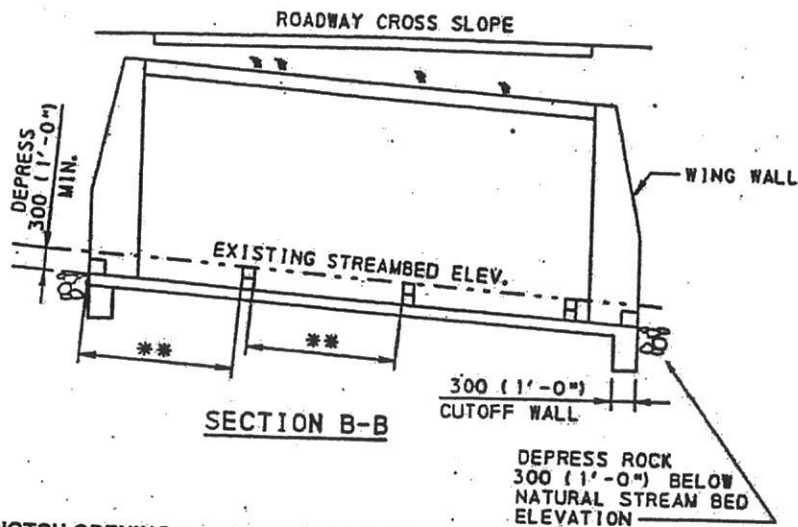 ROADWAY CROSS SLOPE
DEPRESS
300 (1'-0")
MIN.
WING WALL
EXISTING STREAMBED ELEV.
**
**
300 (1'-0")
CUTOFF WALL
SECTION B-B
DEPRESS ROCK
300 (1'-0") BELOW
NATURAL STREAM BED
ELEVATION